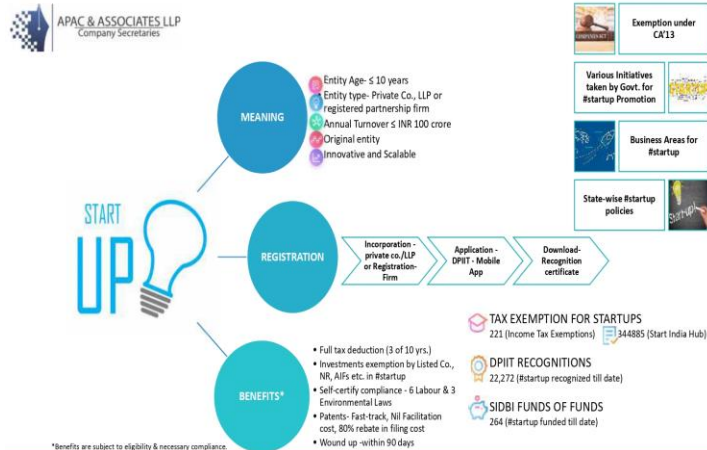 APAC & ASSOCIATES LLP
Company Secretaries
START
UP
MEANING
Entity Age- ≤ 10 years
Entity type- Private Co., LLP or
registered partnership firm
Annual Turnover ≤ INR 100 crore
Original entity
Innovative and Scalable
REGISTRATION
Incorporation -
private co./LLP
or Registration-
Firm
Application -
DPIIT - Mobile
App
Download-
Recognition
certificate
BENEFITS*
• Full tax deduction (3 of 10 yrs.)
• Investments exemption by Listed Co.,
NR, AIFs etc. in #startup
• Self-certify compliance - 6 Labour & 3
Environmental Laws
• Patents- Fast-track, Nil Facilitation
cost, 80% rebate in filing cost
• Wound up -within 90 days
*Benefits are subject to eligibility & necessary compliance.
Exemption under
CA'13
Various Initiatives
taken by Govt. for
#startup Promotion
Business Areas for
#startup
State-wise #startup
policies
Startup!
TAX EXEMPTION FOR STARTUPS
221 (Income Tax Exemptions) 344885 (Start India Hub)
DPIIT RECOGNITIONS
22,272 (#startup recognized till date)
SIDBI FUNDS OF FUNDS
264 (#startup funded till date)